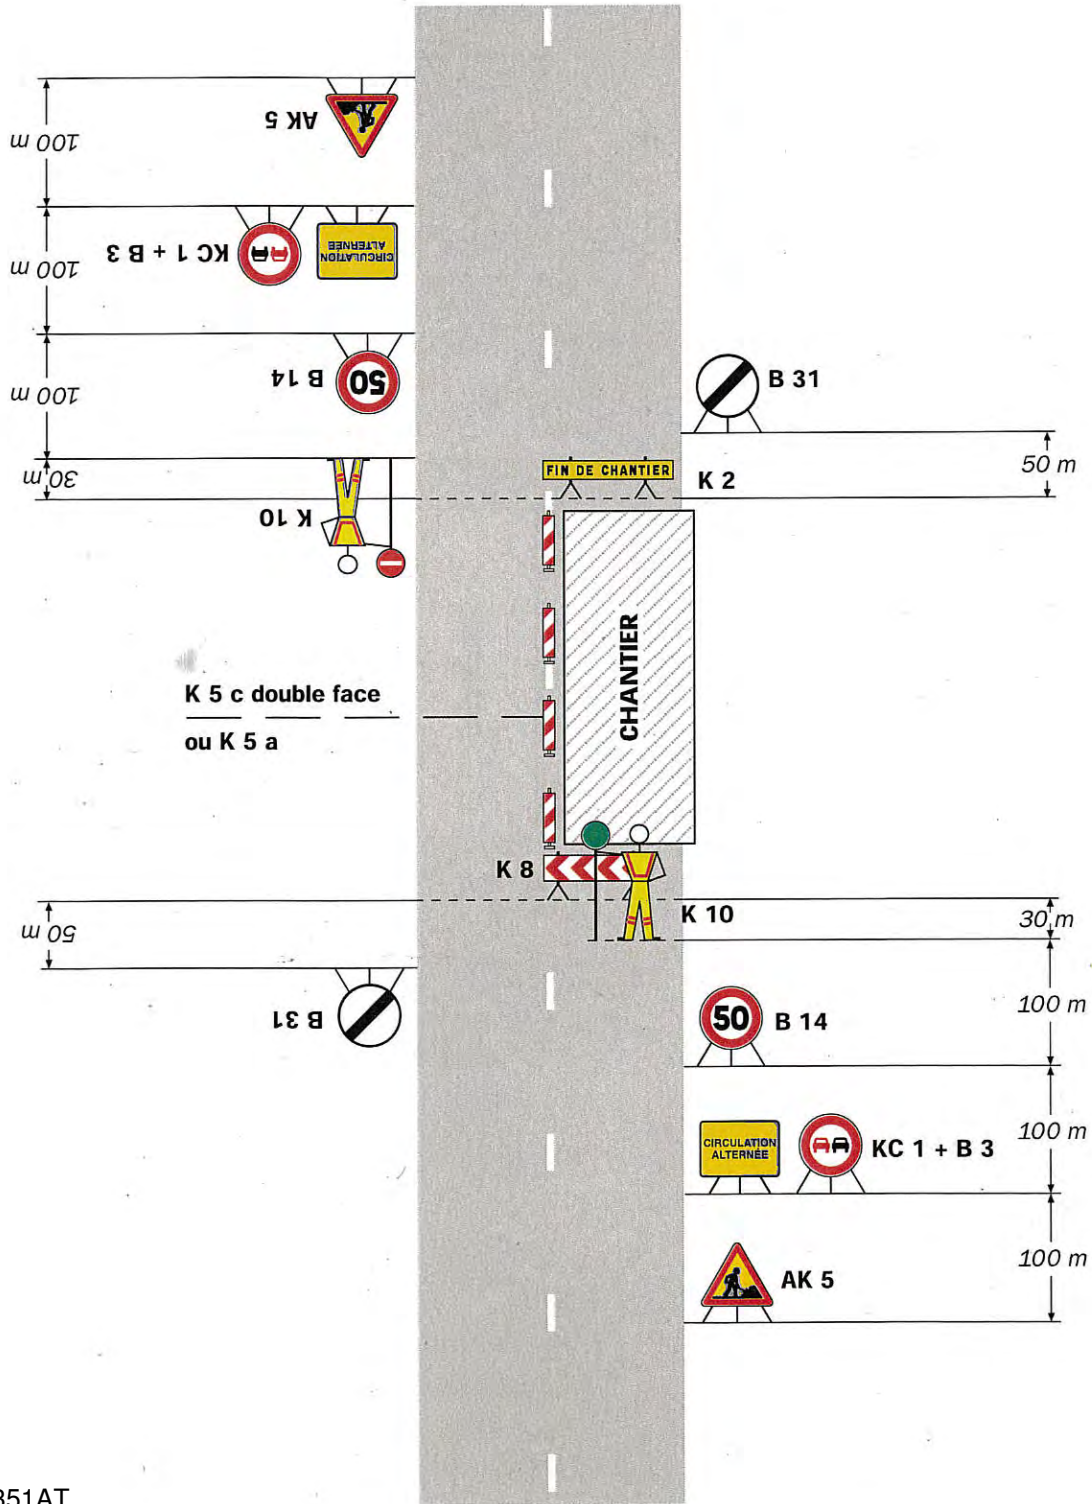 AK 5
100 m
KC 1 + B 3
CIRCULATION
ALTERNÉE
100 m
B 14
50
100 m
B 31
50 m
30 m
FIN DE CHANTIER
K 2
K 10
CHANTIER
K 5 c double face
ou K 5 a
K 8
K 10
30 m
50 m
B 31
50
B 14
100 m
CIRCULATION
ALTERNÉE
KC 1 + B 3
100 m
AK 5
100 m
351AT